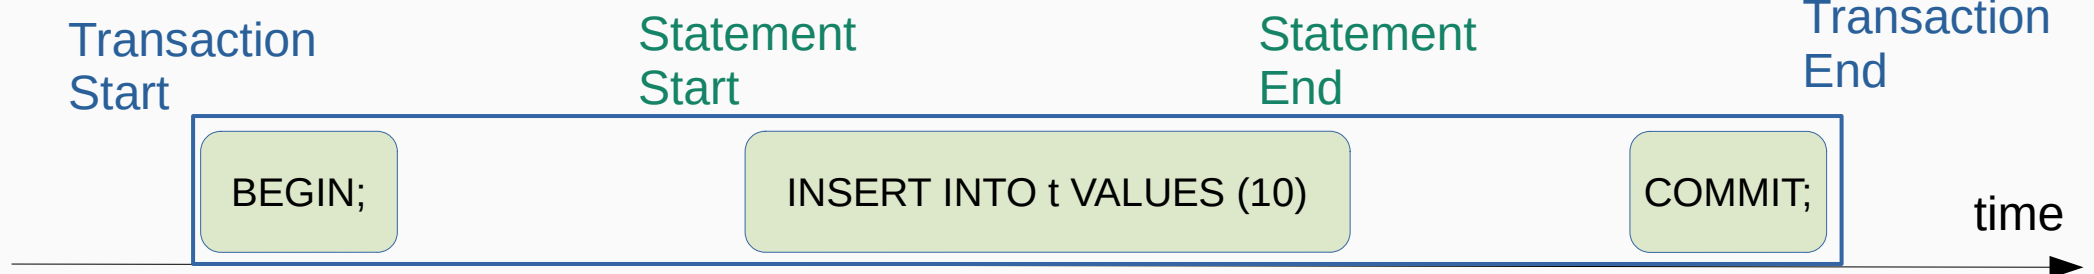 Transaction
Start
Statement
Start
Statement
End
Transaction
End
BEGIN;
INSERT INTO t VALUES (10)
COMMIT;
time